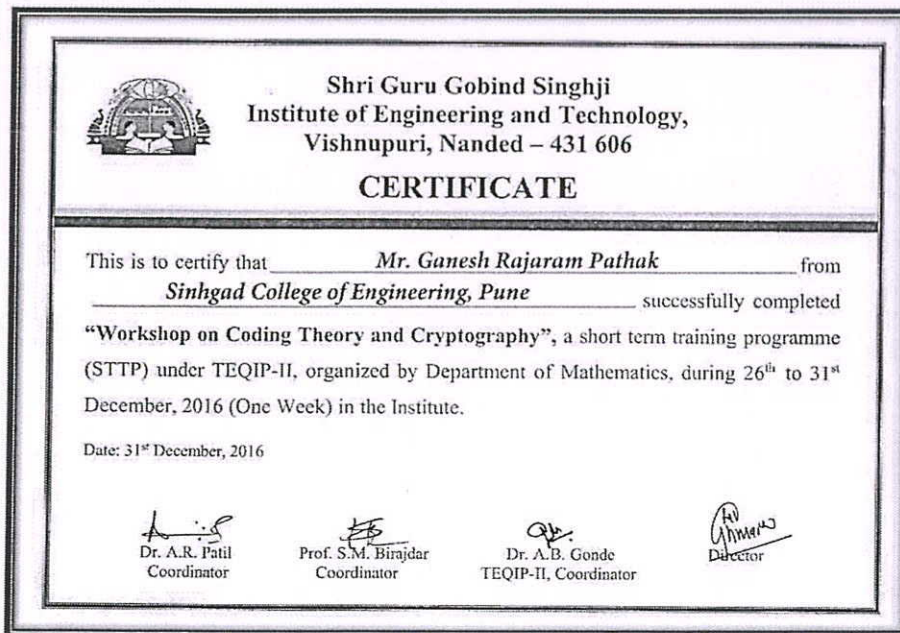 Shri Guru Gobind Singhji
Institute of Engineering and Technology,
Vishnupuri, Nanded – 431 606
CERTIFICATE
This is to certify that Mr. Ganesh Rajaram Pathak from
Sinhgad College of Engineering, Pune successfully completed
“Workshop on Coding Theory and Cryptography”, a short term training programme
(STTP) under TEQIP-II, organized by Department of Mathematics, during 26th to 31st
December, 2016 (One Week) in the Institute.
Date: 31st December, 2016
Dr. A.R. Patil
Coordinator
Prof. S.M. Birajdar
Coordinator
Dr. A.B. Gonde
TEQIP-II, Coordinator
Director